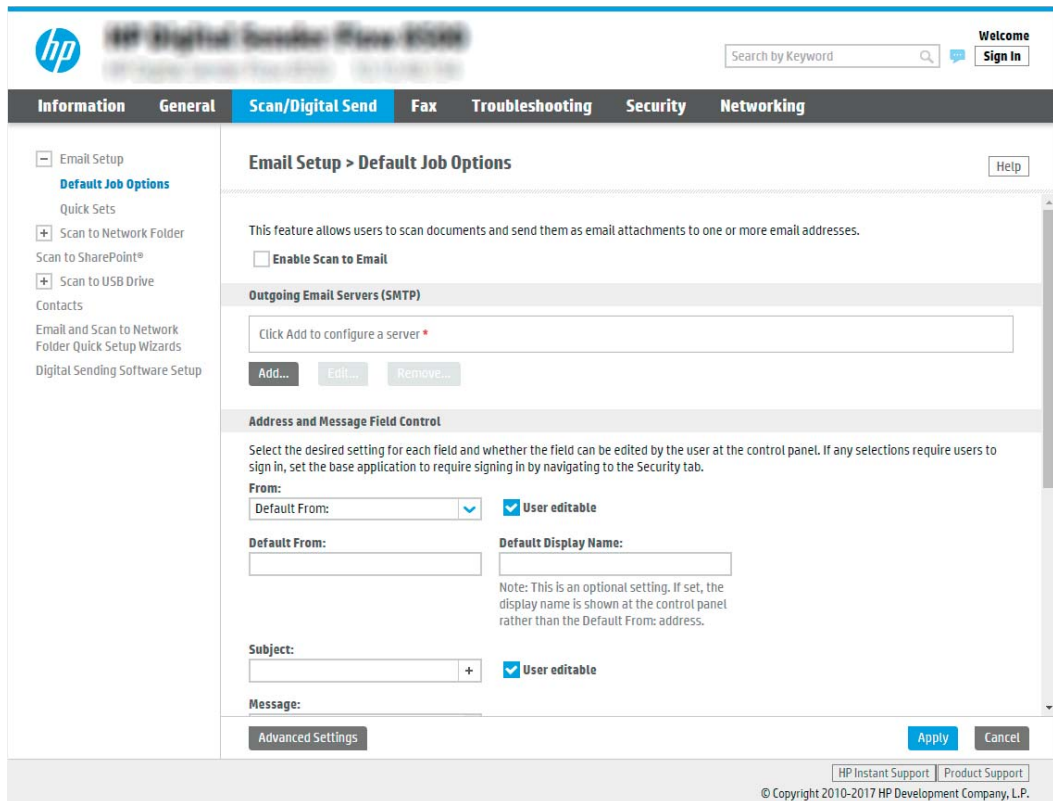 hp
Welcome
Search by Keyword
Sign In
Information General Scan/Digital Send Fax Troubleshooting Security Networking
Email Setup
Default Job Options
Quick Sets
Scan to Network Folder
Scan to SharePoint®
Scan to USB Drive
Contacts
Email and Scan to Network
Folder Quick Setup Wizards
Digital Sending Software Setup
Email Setup > Default Job Options
Help
This feature allows users to scan documents and send them as email attachments to one or more email addresses.
Enable Scan to Email
Outgoing Email Servers (SMTP)
Click Add to configure a server *
Add... Edit... Remove...
Address and Message Field Control
Select the desired setting for each field and whether the field can be edited by the user at the control panel. If any selections require users to
sign in, set the base application to require signing in by navigating to the Security tab.
From:
Default From: User editable
Default From: Default Display Name:
Note: This is an optional setting. If set, the
display name is shown at the control panel
rather than the Default From: address.
Subject:
+ User editable
Message:
Advanced Settings Apply Cancel
HP Instant Support Product Support
© Copyright 2010-2017 HP Development Company, L.P.